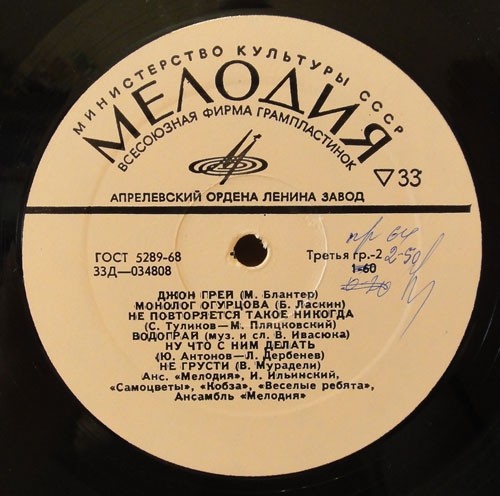 МИНИСТЕРСТВО КУЛЬТУРЫ СССР
МЕЛОДИЯ
ВСЕСОЮЗНАЯ ФИРМА ГРАМПЛАСТИНОК
▽33
АПРЕЛЕВСКИЙ ОРДЕНА ЛЕНИНА ЗАВОД
ГОСТ 5289-68
33Д—034808
Третья гр.-2
1-60
2-50
ДЖОН ГРЕЙ (М. Блантер)
МОНОЛОГ ОГУРЦОВА (Б. Ласкин)
НЕ ПОВТОРЯЕТСЯ ТАКОЕ НИКОГДА
(С. Туликов—М. Пляцковский)
ВОДОГРАЙ (муз. и сл. В. Ивасюка)
НУ ЧТО С НИМ ДЕЛАТЬ
(Ю. Антонов—Л. Дербенев)
НЕ ГРУСТИ (В. Мурадели)
Анс. «Мелодия», И. Ильинский,
«Самоцветы», «Кобза», «Веселые ребята»,
Ансамбль «Мелодия»